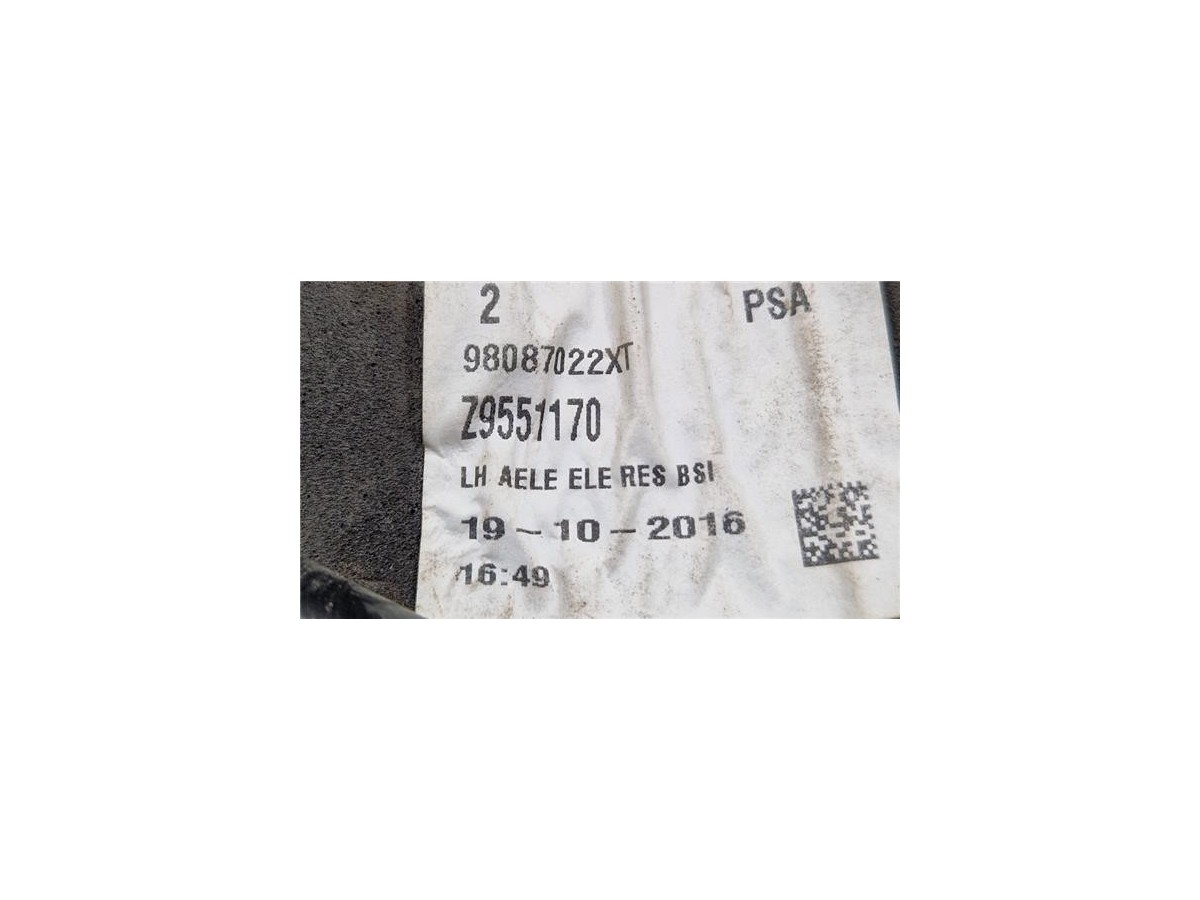 2 PSA
98087022XT
Z9551170
LH AELE ELE RES BSI
19-10-2016
16:49